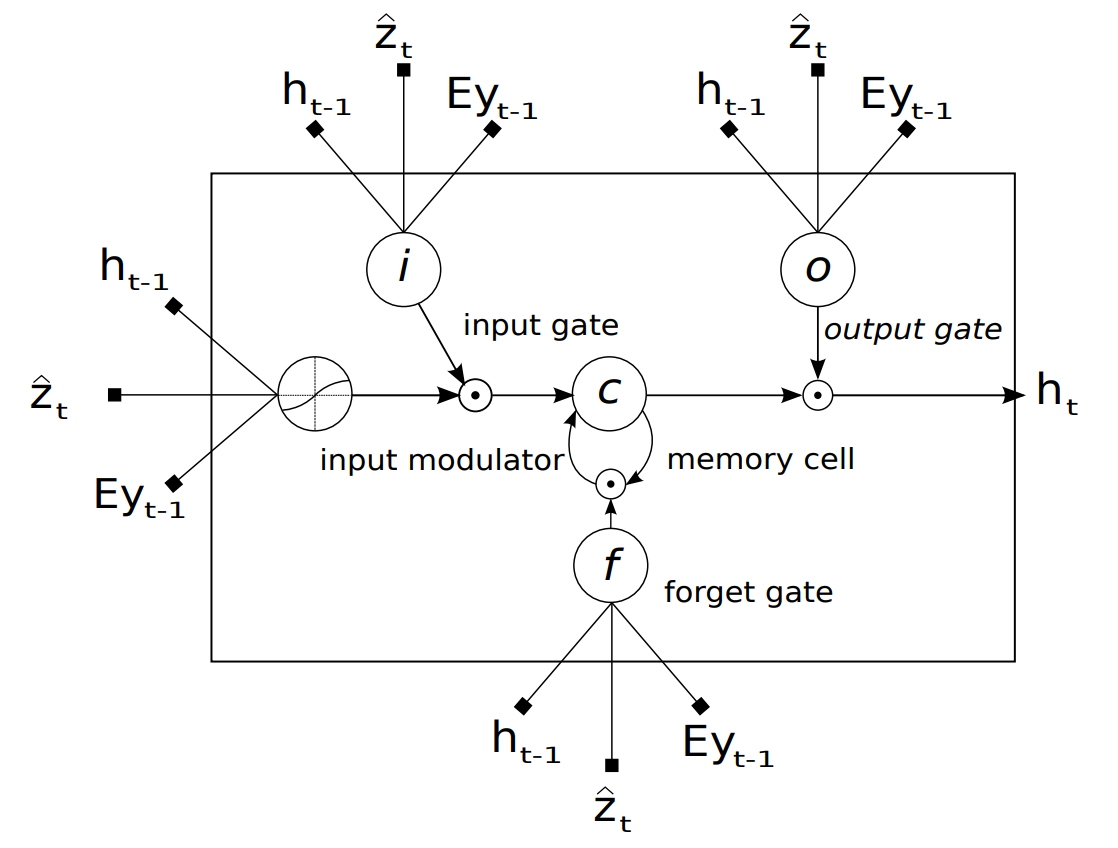 ẑt ẑt
ht-1 Eyt-1 ht-1 Eyt-1
i o
ht-1
input gate output gate
ẑt c ht
input modulator memory cell
Eyt-1
f
forget gate
ht-1 Eyt-1
ẑt